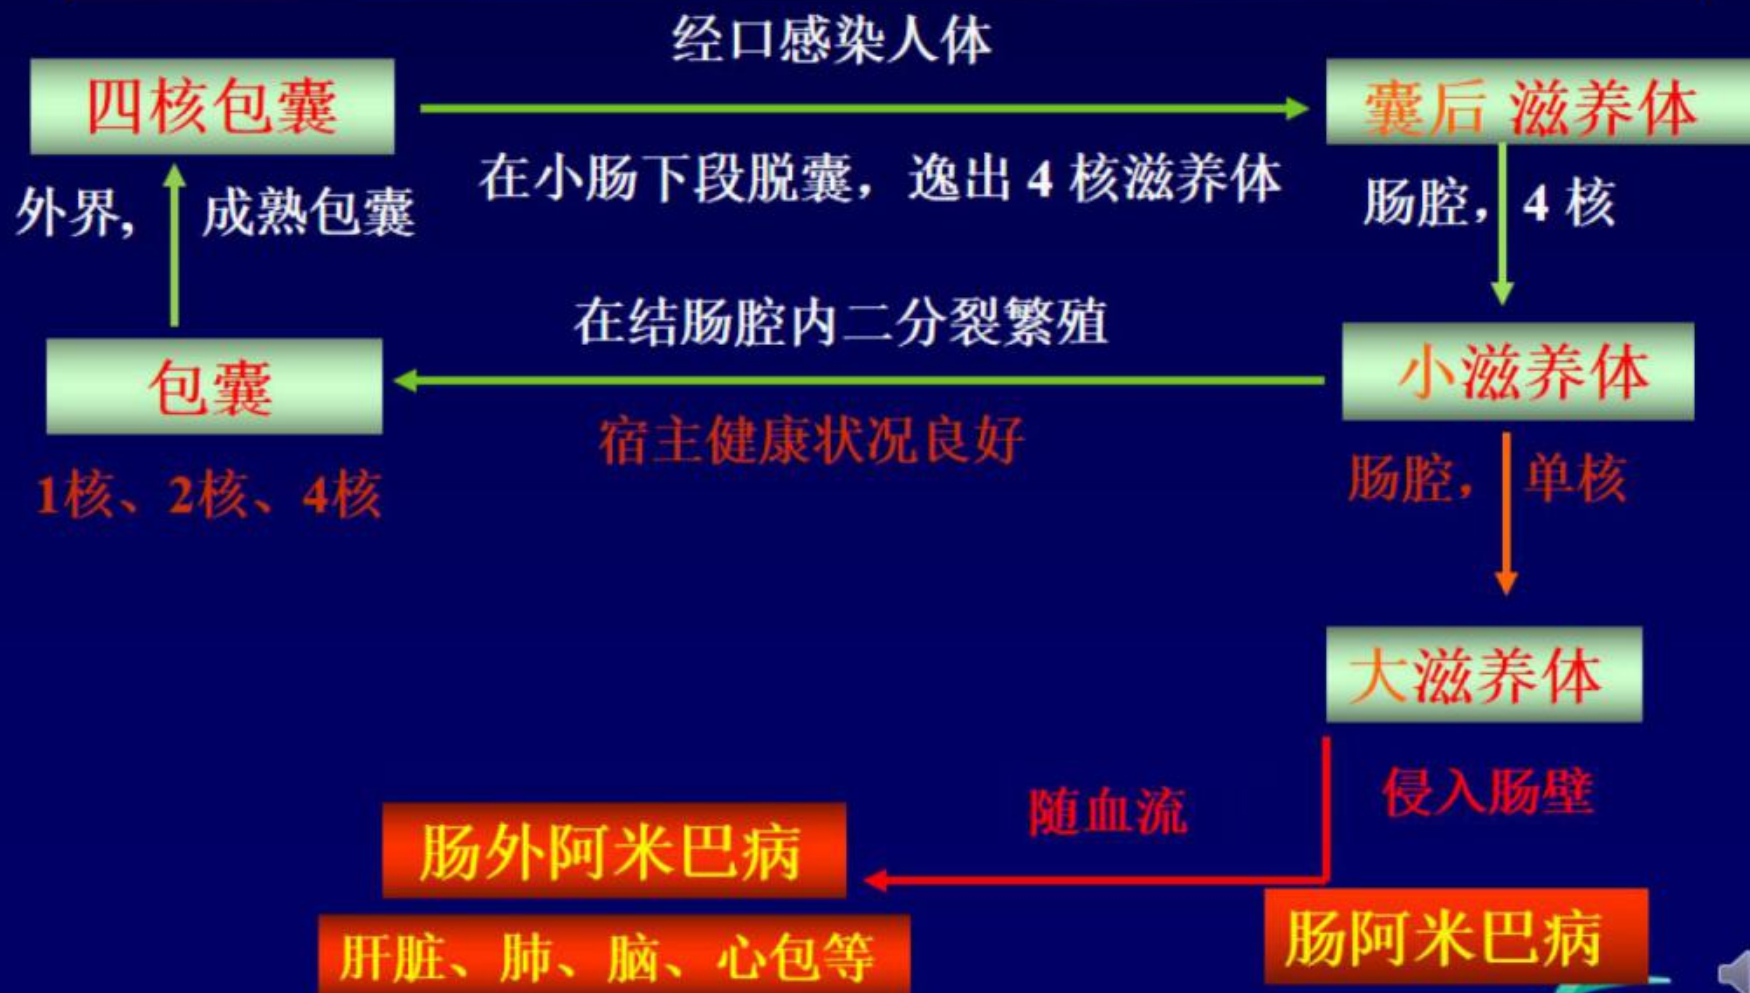 经口感染人体
四核包囊
囊后 滋养体
在小肠下段脱囊，逸出 4 核滋养体
外界, 成熟包囊
肠腔，4 核
在结肠腔内二分裂繁殖
包囊
小滋养体
宿主健康状况良好
1核、2核、4核
肠腔，单核
大滋养体
随血流
侵入肠壁
肠外阿米巴病
肠阿米巴病
肝脏、肺、脑、心包等